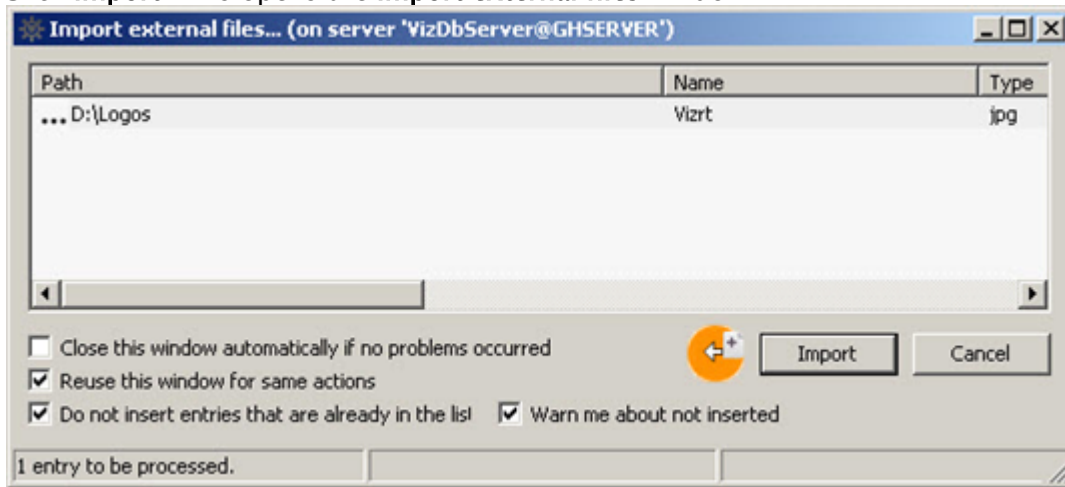 Import external files... (on server 'VizDbServer@GHSERVER')
Path Name Type
... D:\Logos Vizrt jpg
Close this window automatically if no problems occurred
Import Cancel
Reuse this window for same actions
Do not insert entries that are already in the list Warn me about not inserted
1 entry to be processed.